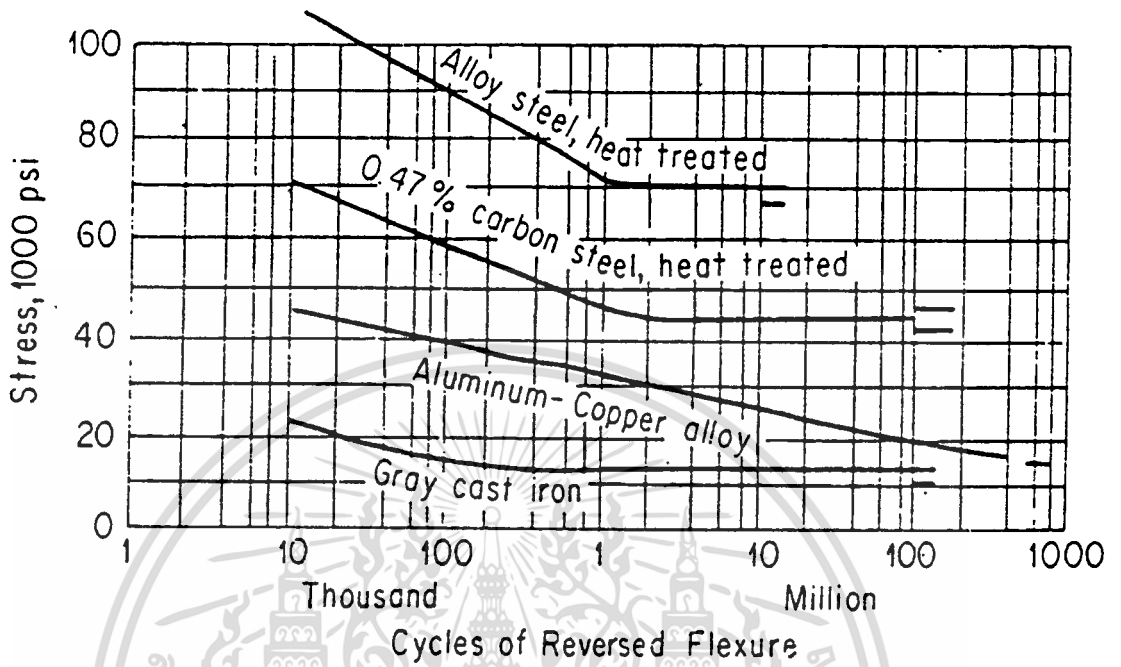 Stress, 1000 psi
100
80
60
40
20
0
Alloy steel, heat treated
0.47% carbon steel, heat treated
Aluminum-Copper alloy
Gray cast iron
1 10 100 1 10 100 1000
Thousand Million
Cycles of Reversed Flexure